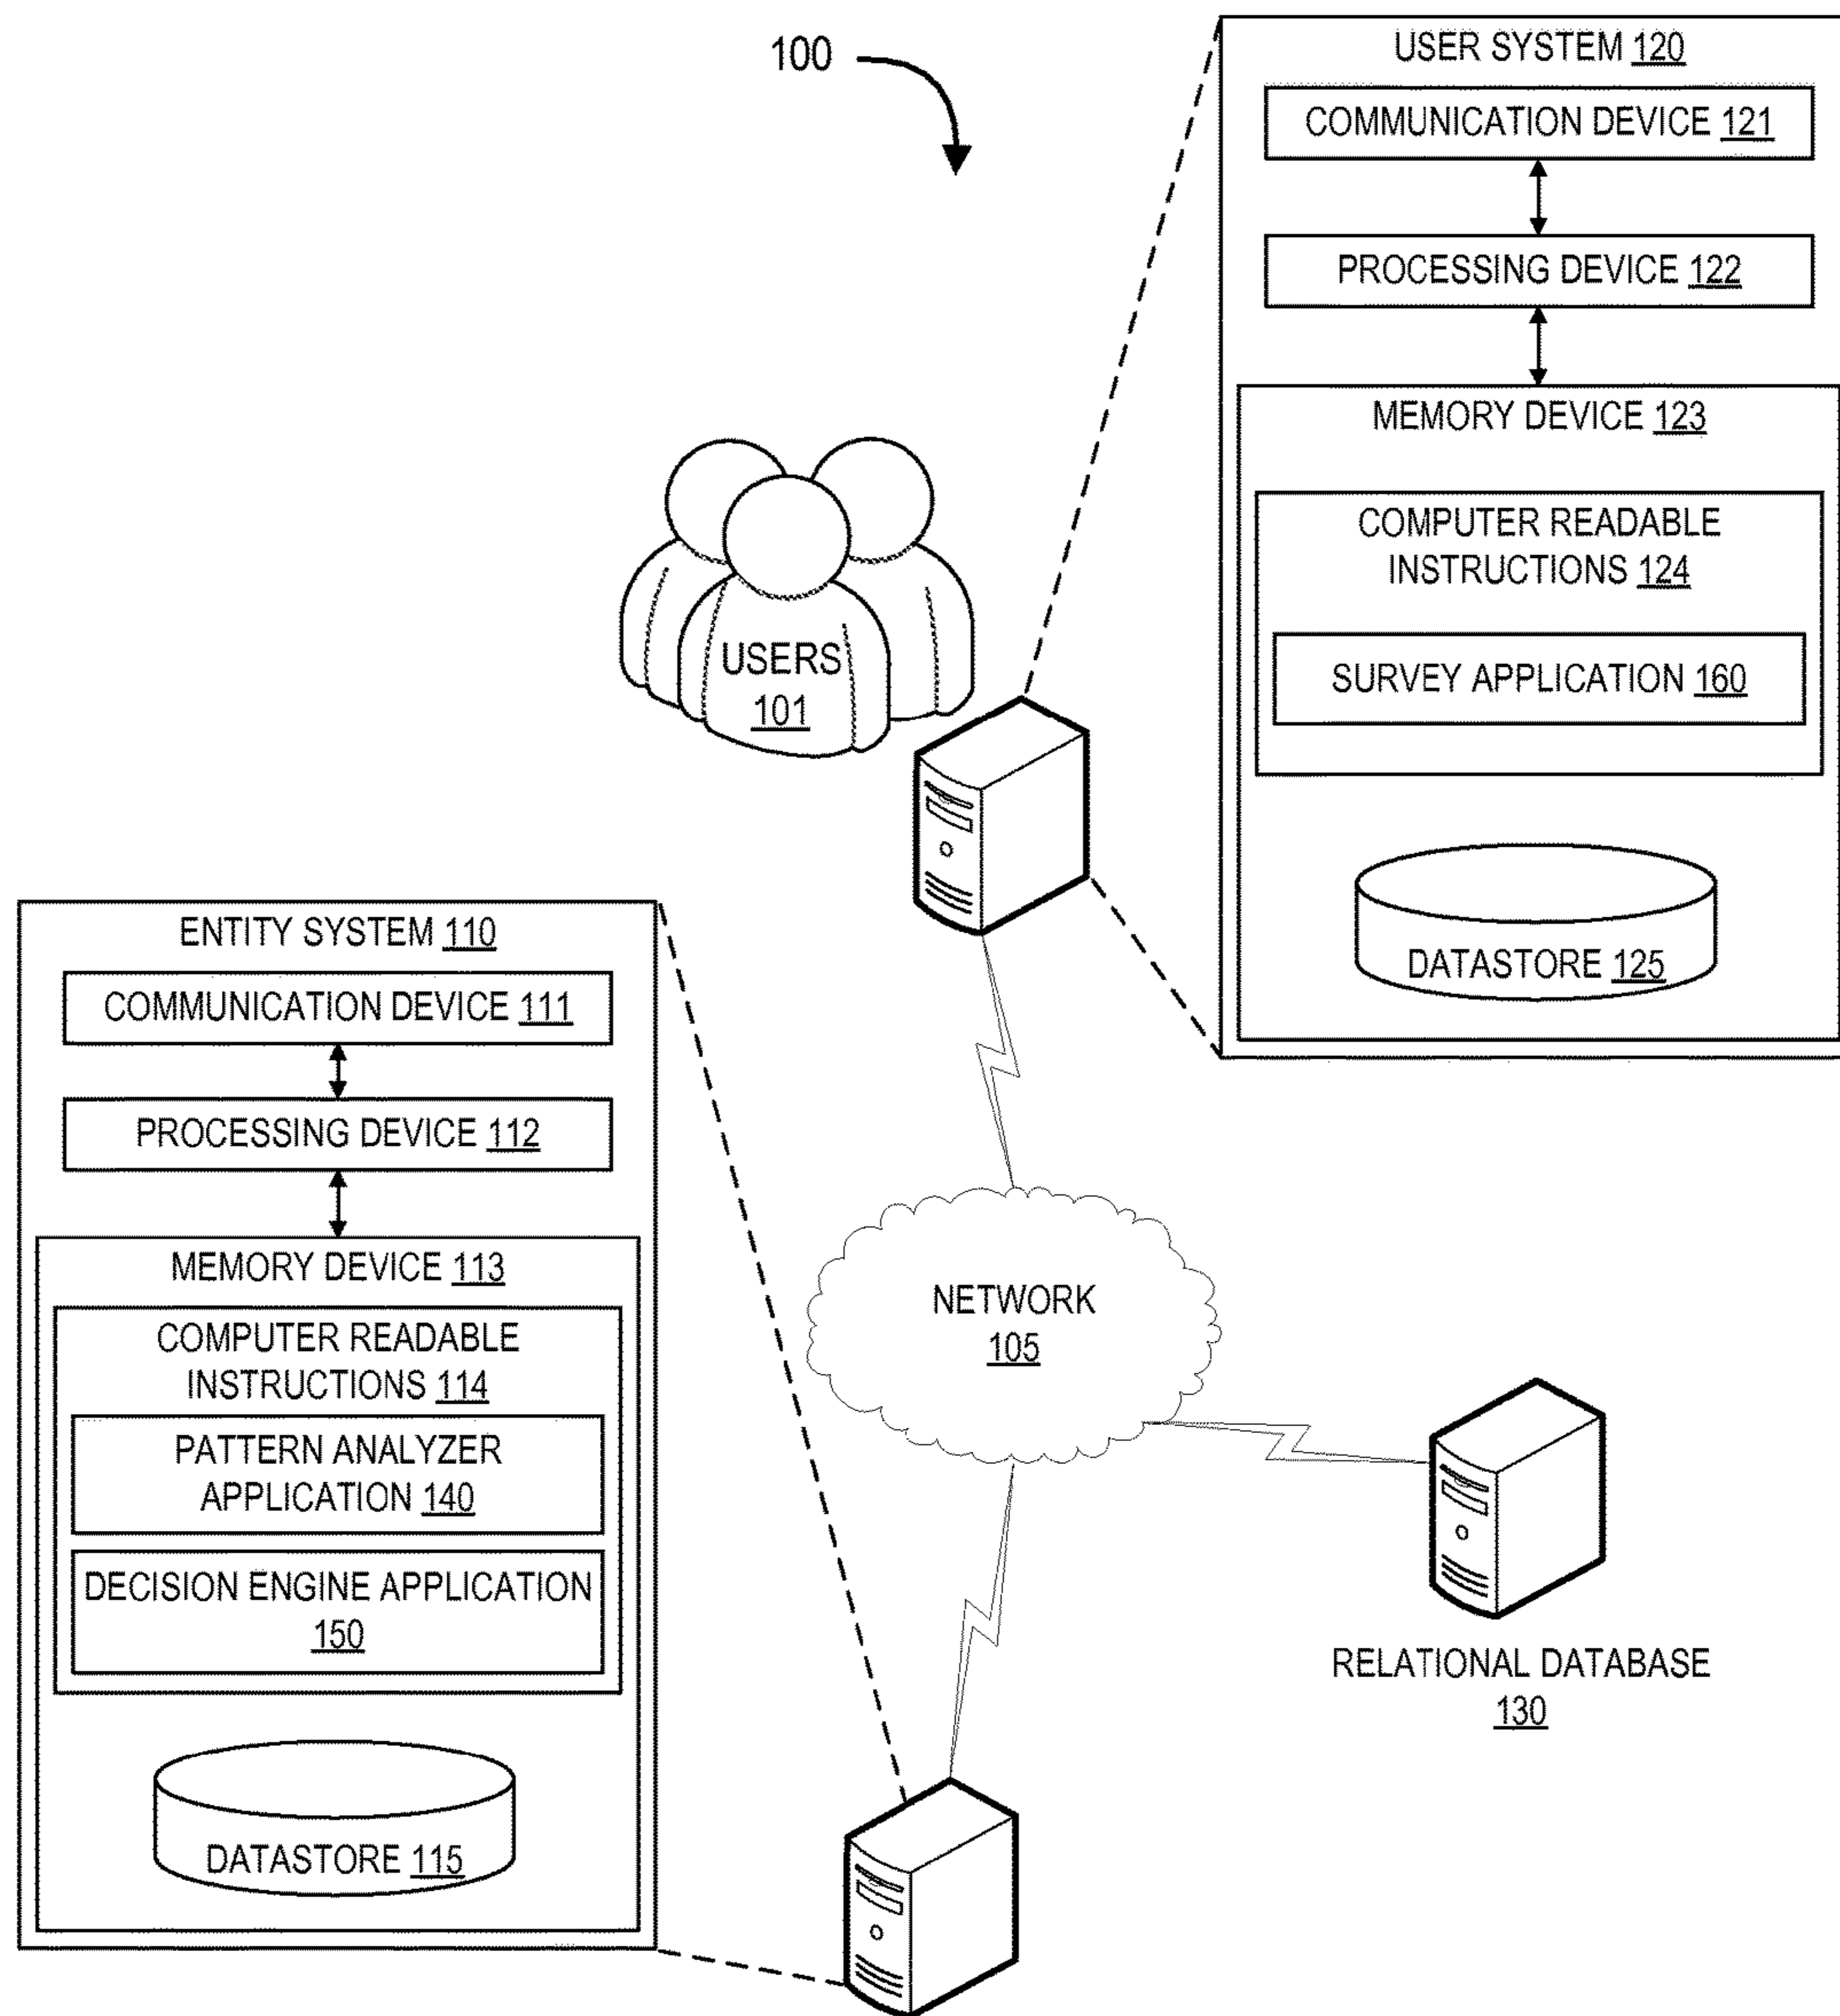 100
USER SYSTEM 120
COMMUNICATION DEVICE 121
PROCESSING DEVICE 122
MEMORY DEVICE 123
COMPUTER READABLE
INSTRUCTIONS 124
SURVEY APPLICATION 160
DATASTORE 125
USERS
101
ENTITY SYSTEM 110
COMMUNICATION DEVICE 111
PROCESSING DEVICE 112
MEMORY DEVICE 113
COMPUTER READABLE
INSTRUCTIONS 114
PATTERN ANALYZER
APPLICATION 140
DECISION ENGINE APPLICATION
150
DATASTORE 115
NETWORK
105
RELATIONAL DATABASE
130